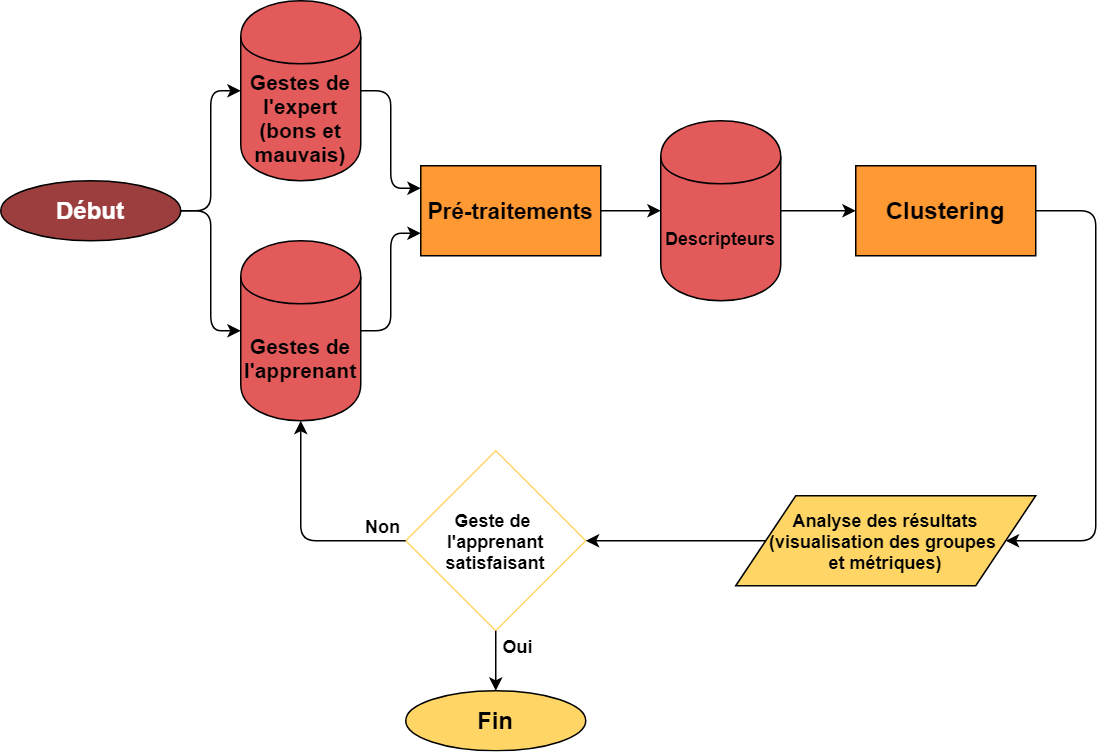 Gestes de
l'expert
(bons et
mauvais)
Début
Pré-traitements
Descripteurs
Clustering
Gestes de
l'apprenant
Analyse des résultats
(visualisation des groupes
et métriques)
Geste de
l'apprenant
satisfaisant
Non
Oui
Fin